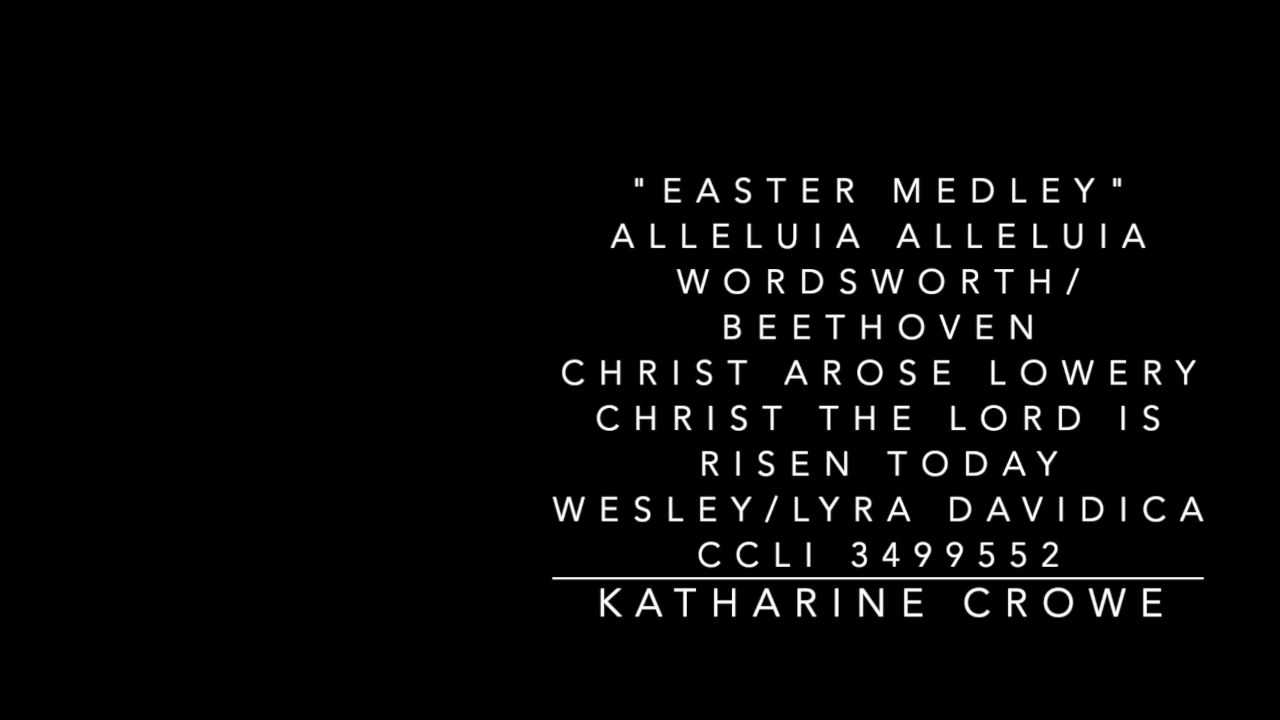 "EASTER MEDLEY"
ALLELUIA ALLELUIA
WORDSWORTH/
BEETHOVEN
CHRIST AROSE LOWERY
CHRIST THE LORD IS
RISEN TODAY
WESLEY/LYRA DAVIDICA
CCLI 3499552
KATHARINE CROWE